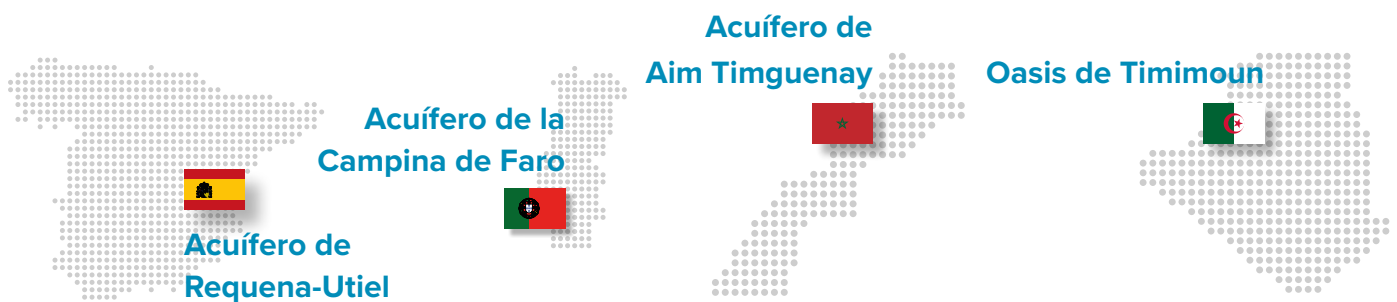 Acuífero de
Requena-Utiel
Acuífero de la
Campina de Faro
Acuífero de
Aim Timguenay
Oasis de Timimoun